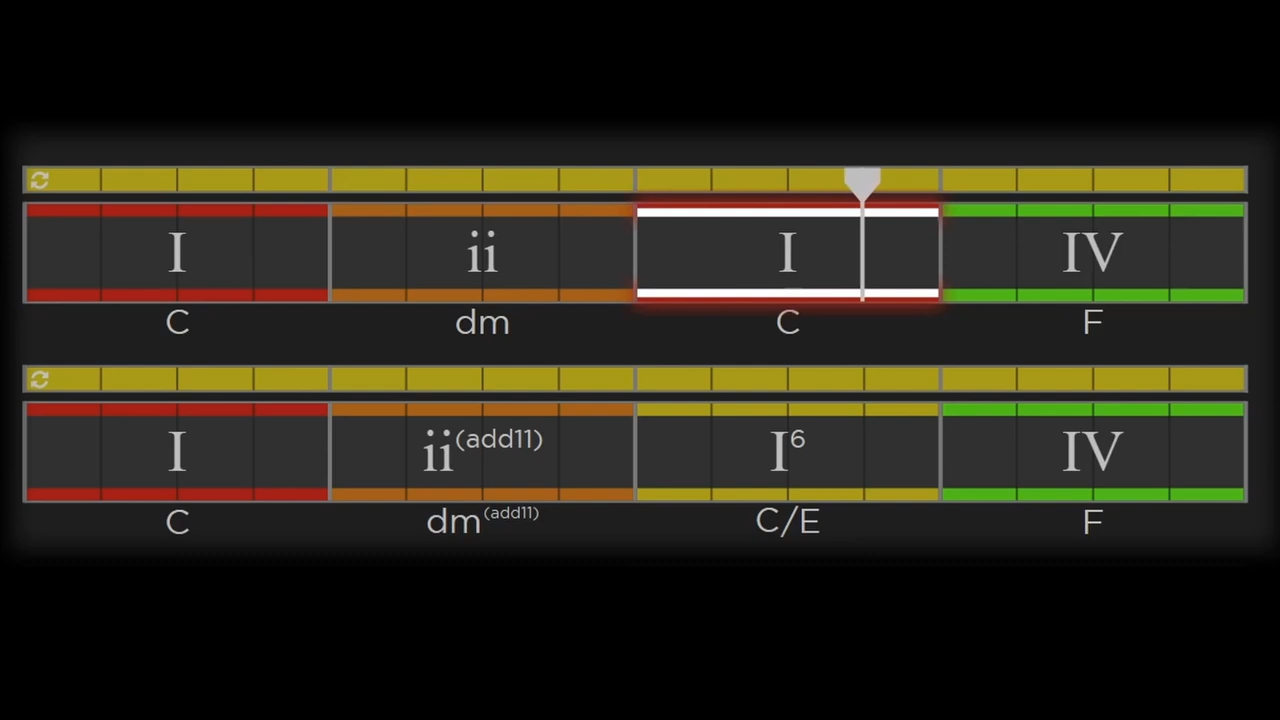 I ii I IV
C dm C F
I ii(add11) I6 IV
C dm(add11) C/E F